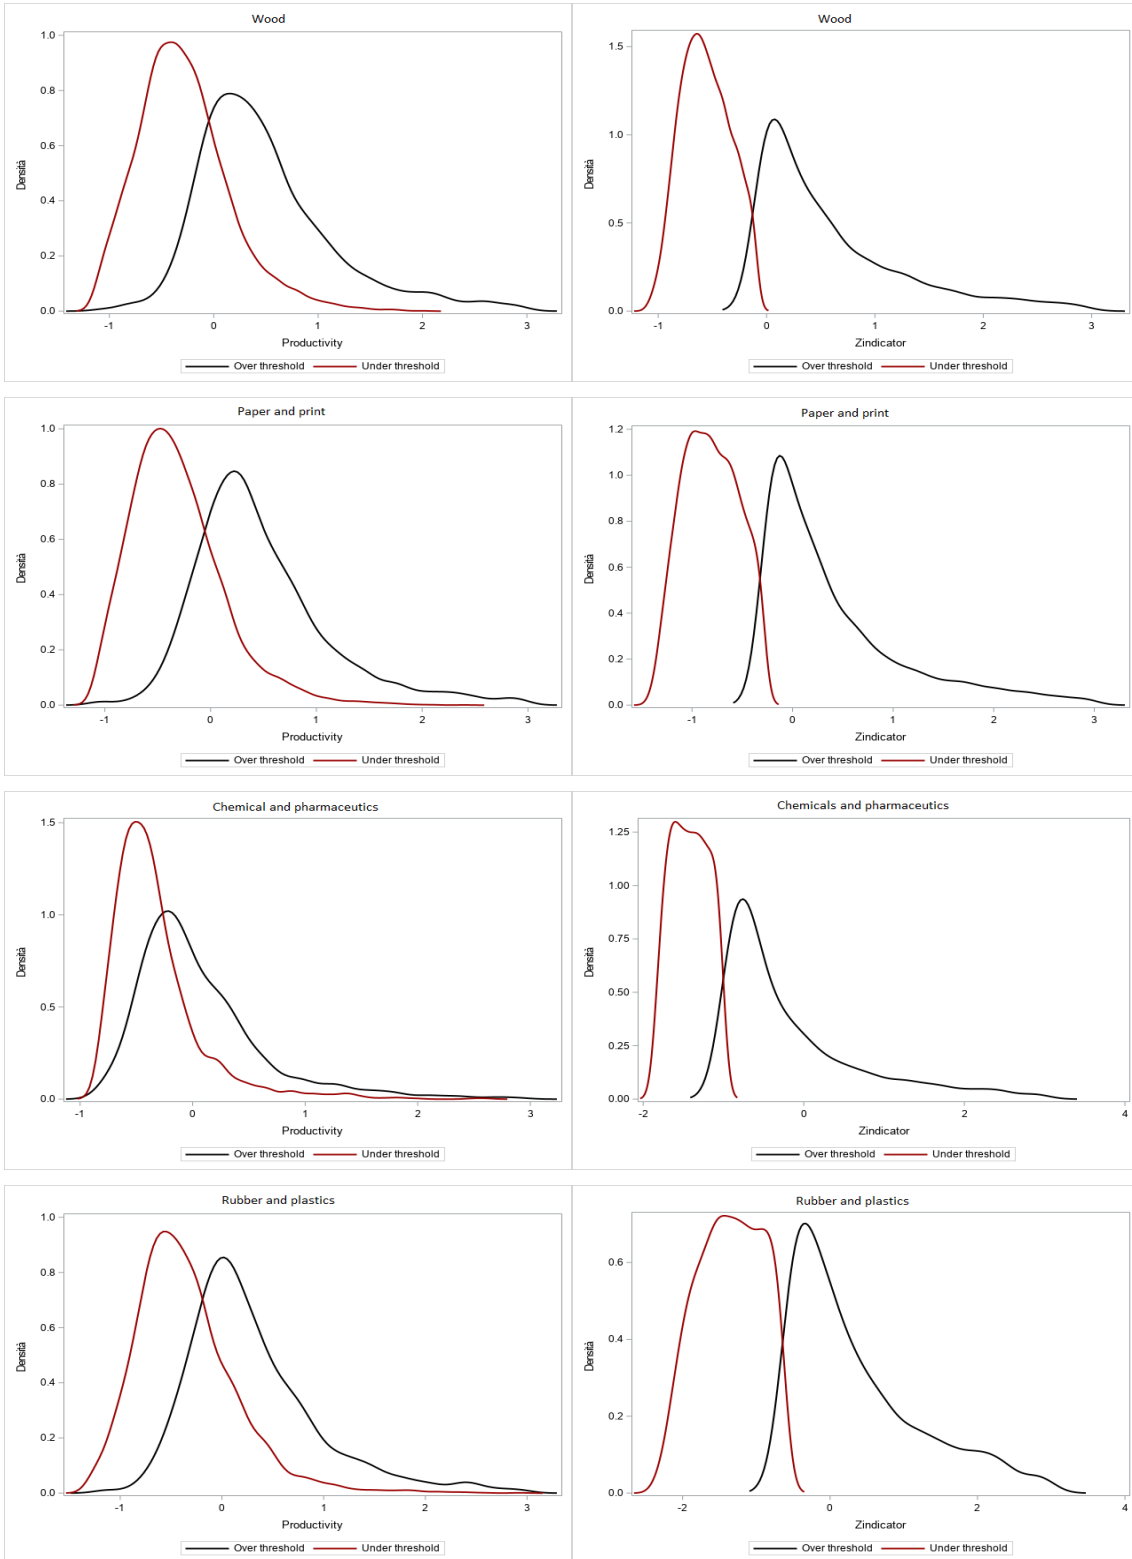 Wood
1.0
0.8
0.6
0.4
0.2
0.0
Densità
-1
0
1
2
3
Productivity
Over threshold
Under threshold
Wood
1.5
1.0
0.5
0.0
Densità
-1
0
1
2
3
Zindicator
Over threshold
Under threshold
Paper and print
1.0
0.8
0.6
0.4
0.2
0.0
Densità
-1
0
1
2
3
Productivity
Over threshold
Under threshold
Paper and print
1.2
1.0
0.8
0.6
0.4
0.2
0.0
Densità
-1
0
1
2
3
Zindicator
Over threshold
Under threshold
Chemical and pharmaceutics
1.5
1.0
0.5
0.0
Densità
-1
0
1
2
3
Productivity
Over threshold
Under threshold
Chemicals and pharmaceutics
1.25
1.00
0.75
0.50
0.25
0.00
Densità
-2
0
2
4
Zindicator
Over threshold
Under threshold
Rubber and plastics
1.0
0.8
0.6
0.4
0.2
0.0
Densità
-1
0
1
2
3
Productivity
Over threshold
Under threshold
Rubber and plastics
0.6
0.4
0.2
0.0
Densità
-2
0
2
4
Zindicator
Over threshold
Under threshold